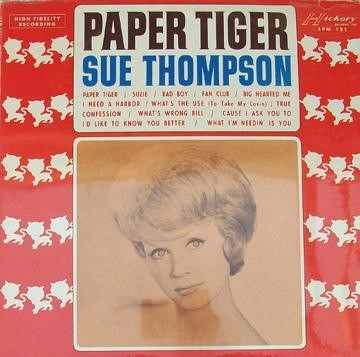 HIGH FIDELITY
RECORDING
PAPER TIGER
SUE THOMPSON
Hickory
RECORDS, INC.
LPM 121
PAPER TIGER / SUZIE / BAD BOY / FAN CLUB / BIG HEARTED ME
I NEED A HARBOR / WHAT'S THE USE (To Take My Lovin) / TRUE
CONFESSION / WHAT'S WRONG BILL / 'CAUSE I ASK YOU TO
I'D LIKE TO KNOW YOU BETTER / WHAT I'M NEEDIN' IS YOU